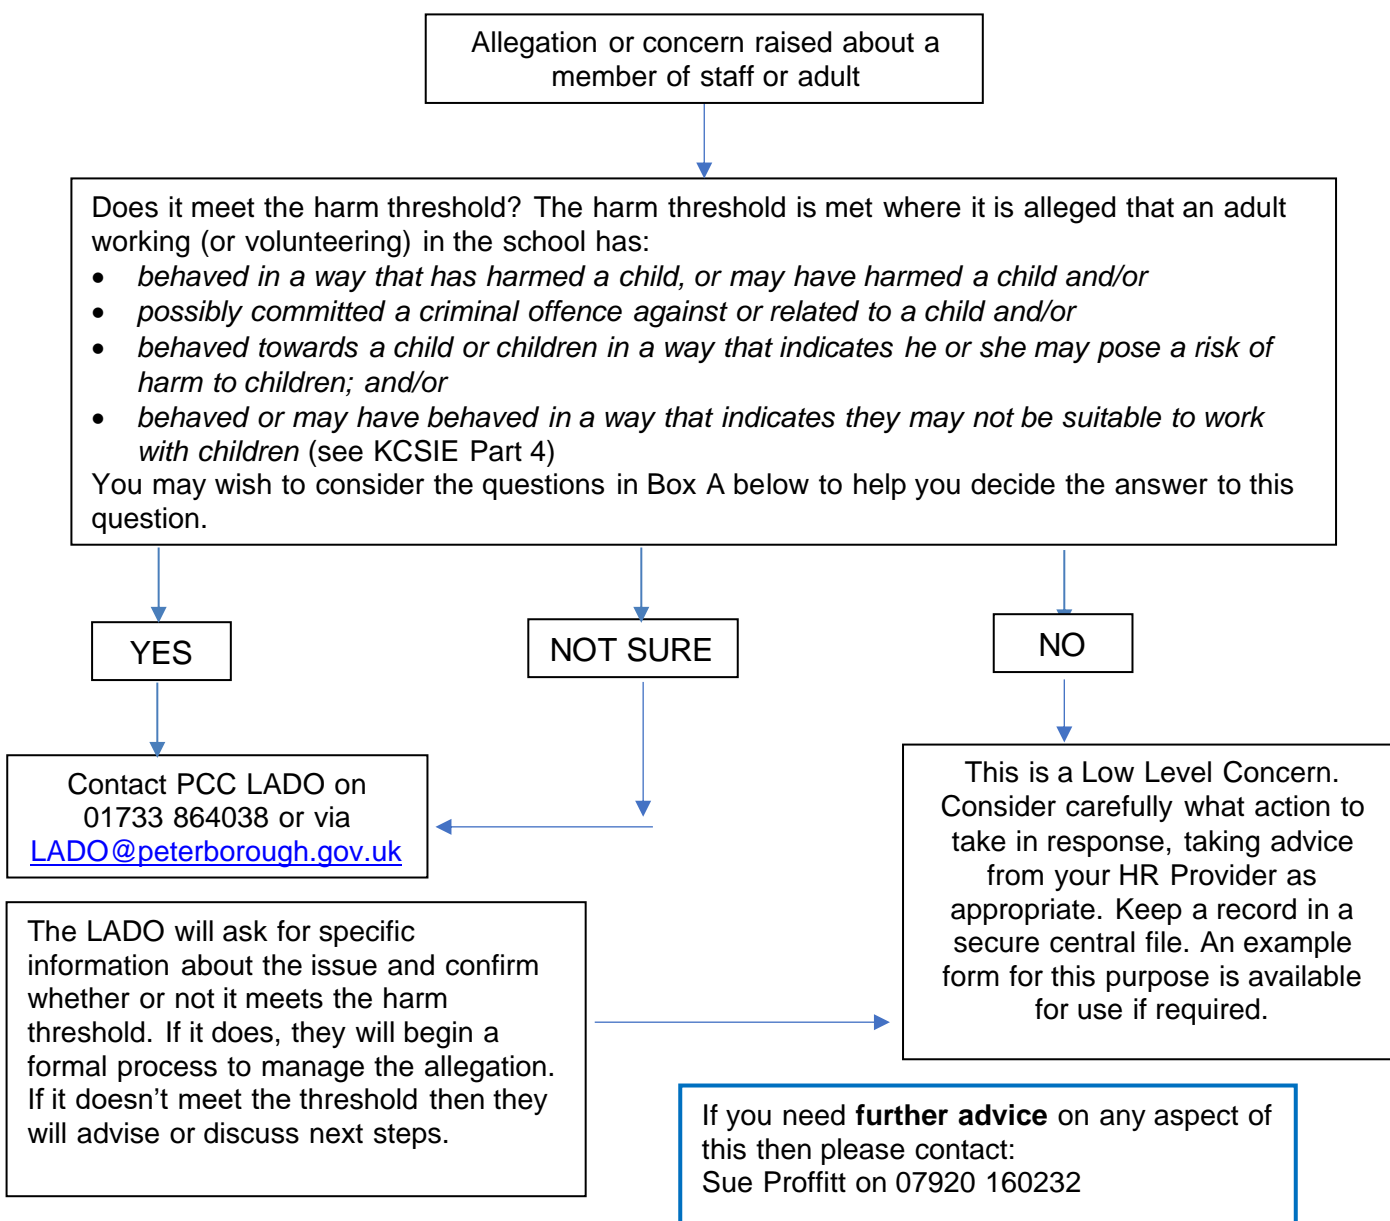 Allegation or concern raised about a
member of staff or adult
Does it meet the harm threshold? The harm threshold is met where it is alleged that an adult
working (or volunteering) in the school has:
• behaved in a way that has harmed a child, or may have harmed a child and/or
• possibly committed a criminal offence against or related to a child and/or
• behaved towards a child or children in a way that indicates he or she may pose a risk of
harm to children; and/or
• behaved or may have behaved in a way that indicates they may not be suitable to work
with children (see KCSIE Part 4)
You may wish to consider the questions in Box A below to help you decide the answer to this
question.
YES
NOT SURE
NO
Contact PCC LADO on
01733 864038 or via
LADO@peterborough.gov.uk
This is a Low Level Concern.
Consider carefully what action to
take in response, taking advice
from your HR Provider as
appropriate. Keep a record in a
secure central file. An example
form for this purpose is available
for use if required.
The LADO will ask for specific
information about the issue and confirm
whether or not it meets the harm
threshold. If it does, they will begin a
formal process to manage the allegation.
If it doesn’t meet the threshold then they
will advise or discuss next steps.
If you need further advice on any aspect of
this then please contact:
Sue Proffitt on 07920 160232